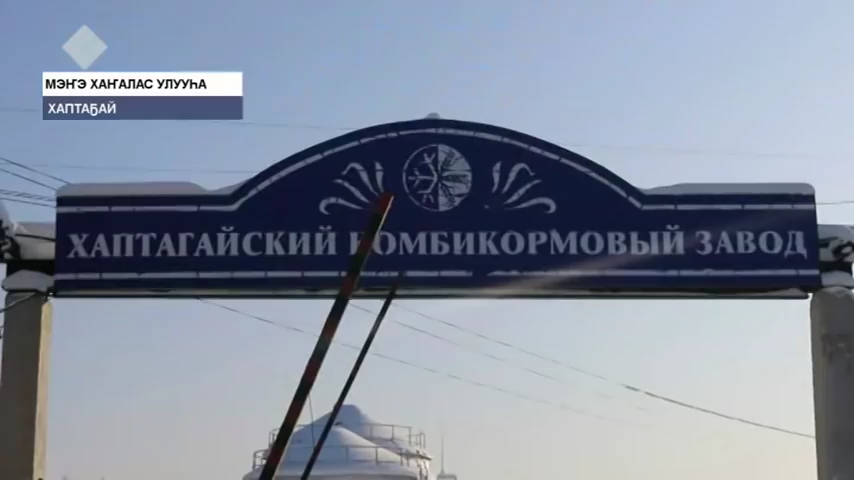 МЭҤЭ ХАҤАЛАС УЛУУҺА
ХАПТАҔАЙ
ХАПТАГАЙСКИЙ КОМБИКОРМОВЫЙ ЗАВОД